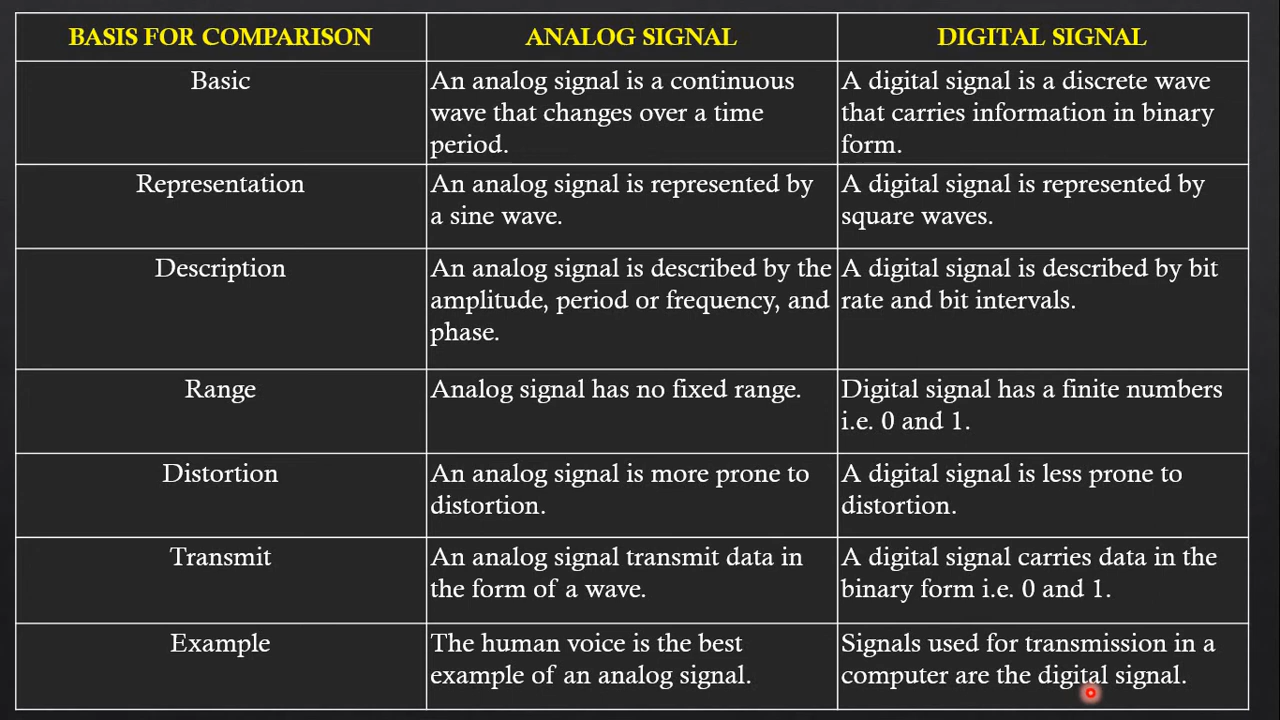 BASIS FOR COMPARISON
ANALOG SIGNAL
DIGITAL SIGNAL
Basic
An analog signal is a continuous
wave that changes over a time
period.
A digital signal is a discrete wave
that carries information in binary
form.
Representation
An analog signal is represented by
a sine wave.
A digital signal is represented by
square waves.
Description
An analog signal is described by the
amplitude, period or frequency, and
phase.
A digital signal is described by bit
rate and bit intervals.
Range
Analog signal has no fixed range.
Digital signal has a finite numbers
i.e. 0 and 1.
Distortion
An analog signal is more prone to
distortion.
A digital signal is less prone to
distortion.
Transmit
An analog signal transmit data in
the form of a wave.
A digital signal carries data in the
binary form i.e. 0 and 1.
Example
The human voice is the best
example of an analog signal.
Signals used for transmission in a
computer are the digital signal.